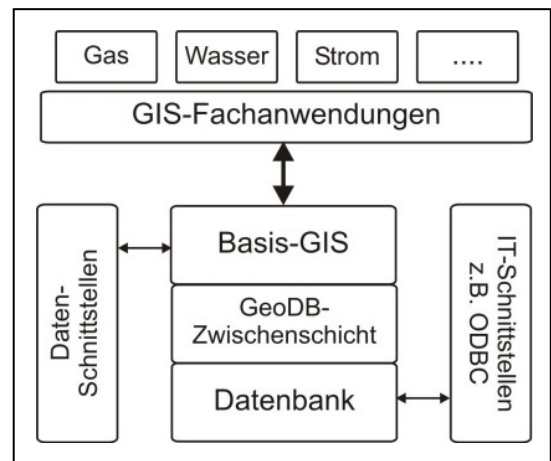 Gas
Wasser
Strom
....
GIS-Fachanwendungen
Daten-
Schnittstellen
Basis-GIS
GeoDB-
Zwischenschicht
Datenbank
IT-Schnittstellen
z.B. ODBC